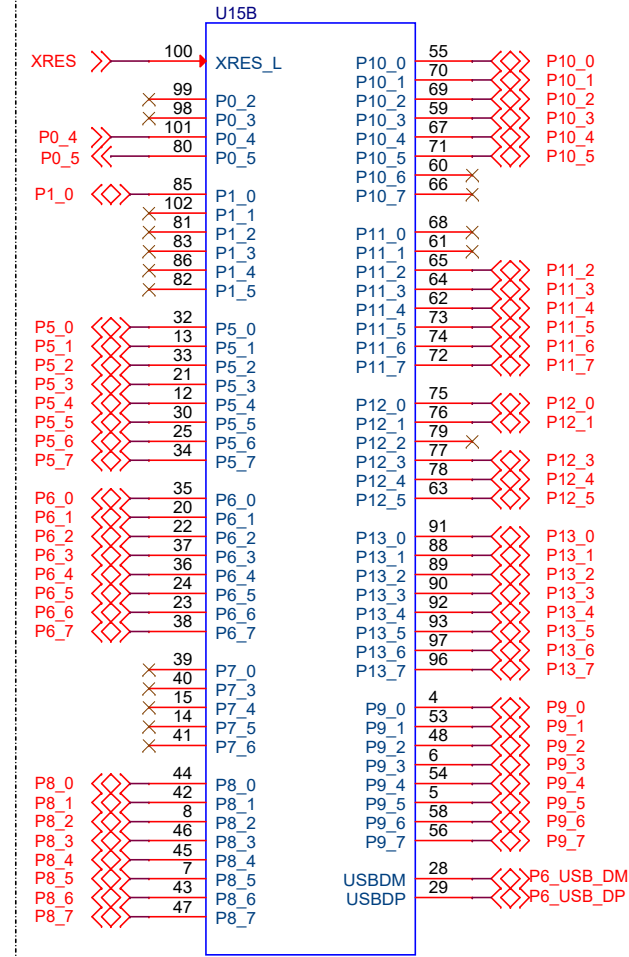 U15B
XRES 100 XRES_L P10_0 55 P10_0
P10_1 70 P10_1
99 P0_2 P10_2 69 P10_2
98 P0_3 P10_3 59 P10_3
P0_4 101 P0_4 P10_4 67 P10_4
P0_5 80 P0_5 P10_5 71 P10_5
P10_6 60
P1_0 85 P1_0 P10_7 66
102 P1_1
81 P1_2 P11_0 68
83 P1_3 P11_1 61
86 P1_4 P11_2 65 P11_2
82 P1_5 P11_3 64 P11_3
P11_4 62 P11_4
P5_0 32 P5_0 P11_5 73 P11_5
P5_1 13 P5_1 P11_6 74 P11_6
P5_2 33 P5_2 P11_7 72 P11_7
P5_3 21 P5_3
P5_4 12 P5_4 P12_0 75 P12_0
P5_5 30 P5_5 P12_1 76 P12_1
P5_6 25 P5_6 P12_2 79
P5_7 34 P5_7 P12_3 77 P12_3
P12_4 78 P12_4
P6_0 35 P6_0 P12_5 63 P12_5
P6_1 20 P6_1
P6_2 22 P6_2 P13_0 91 P13_0
P6_3 37 P6_3 P13_1 88 P13_1
P6_4 36 P6_4 P13_2 89 P13_2
P6_5 24 P6_5 P13_3 90 P13_3
P6_6 23 P6_6 P13_4 92 P13_4
P6_7 38 P6_7 P13_5 93 P13_5
P13_6 97 P13_6
39 P7_0 P13_7 96 P13_7
40 P7_3
15 P7_4 P9_0 4 P9_0
14 P7_5 P9_1 53 P9_1
41 P7_6 P9_2 48 P9_2
P9_3 6 P9_3
P8_0 44 P8_0 P9_4 54 P9_4
P8_1 42 P8_1 P9_5 5 P9_5
P8_2 8 P8_2 P9_6 58 P9_6
P8_3 46 P8_3 P9_7 56 P9_7
P8_4 45 P8_4
P8_5 7 P8_5 USBDM 28 P6_USB_DM
P8_6 43 P8_6 USBDP 29 P6_USB_DP
P8_7 47 P8_7